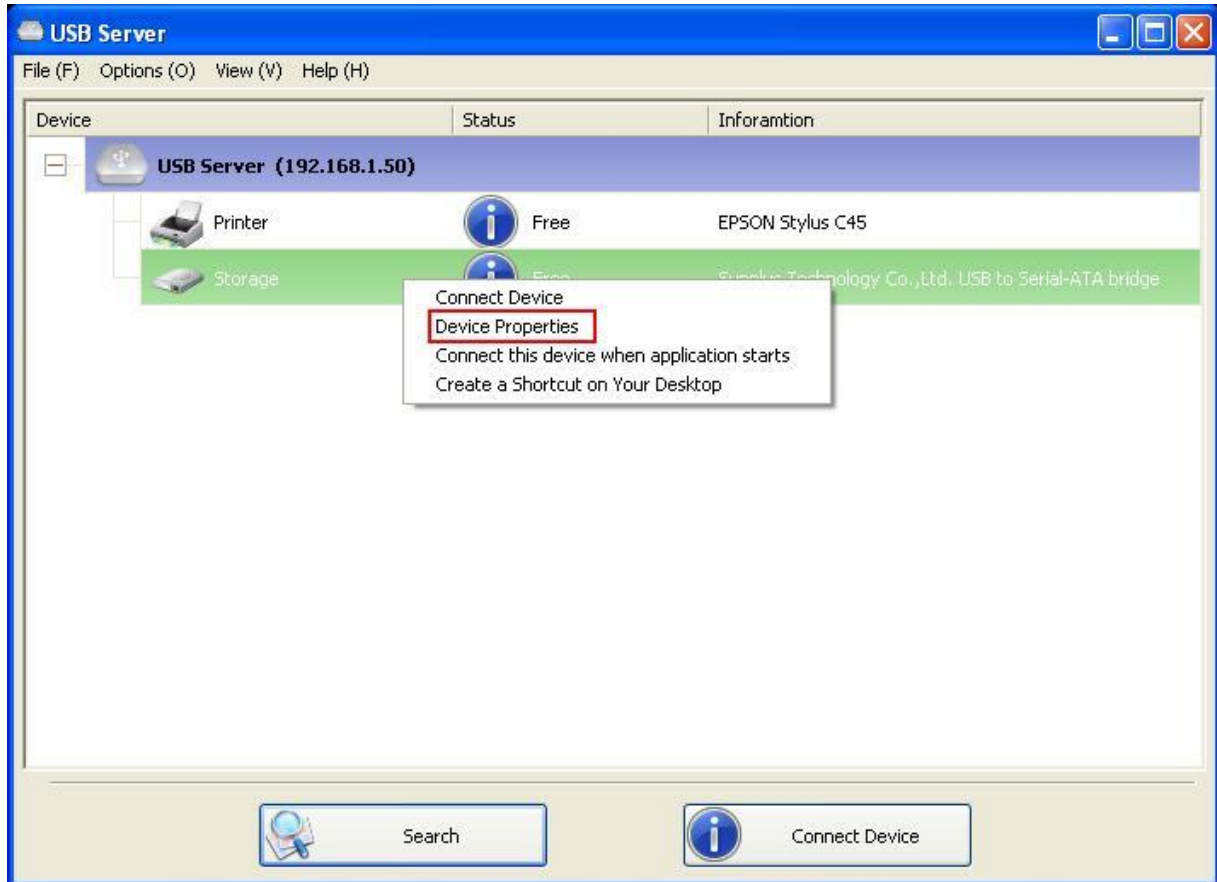 USB Server
File (F) Options (O) View (V) Help (H)
Device Status Inforamtion
USB Server (192.168.1.50)
Printer Free EPSON Stylus C45
Storage Free Sunplus Technology Co.,Ltd. USB to Serial-ATA bridge
Connect Device
Device Properties
Connect this device when application starts
Create a Shortcut on Your Desktop
Search Connect Device